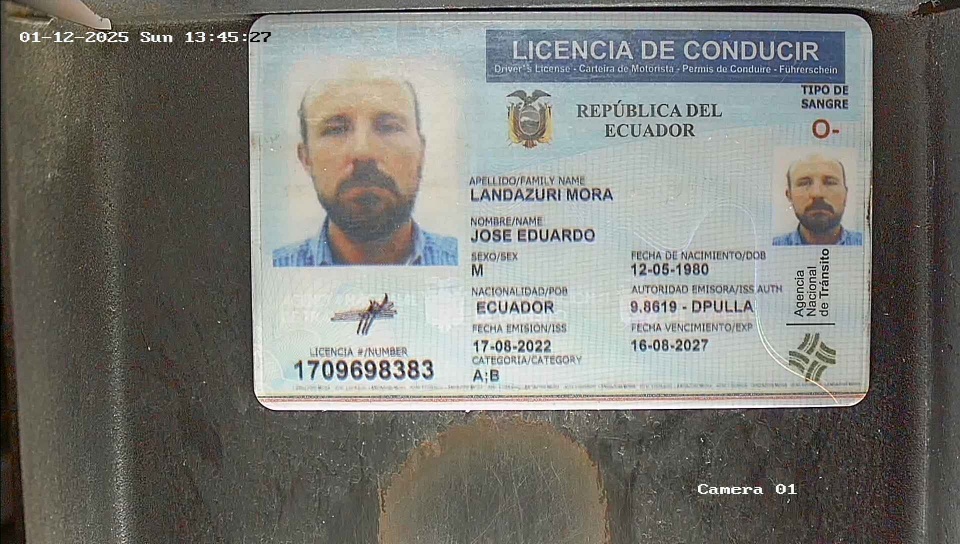 01-12-2025 Sun 13:45:27
LICENCIA DE CONDUCIR
Driver's License - Carteira de Motorista - Permis de Conduire - Führerschein
TIPO DE
SANGRE
O-
REPÚBLICA DEL
ECUADOR
APELLIDO/FAMILY NAME
LANDAZURI MORA
NOMBRE/NAME
JOSE EDUARDO
SEXO/SEX
M
FECHA DE NACIMIENTO/DOB
12-05-1980
NACIONALIDAD/POB
ECUADOR
AUTORIDAD EMISORA/ISS AUTH
9.8619 - DPULLA
FECHA EMISIÓN/ISS
17-08-2022
FECHA VENCIMIENTO/EXP
16-08-2027
CATEGORIA/CATEGORY
A;B
LICENCIA #/NUMBER
1709698383
Agencia
Nacional
de Tránsito
Camera 01